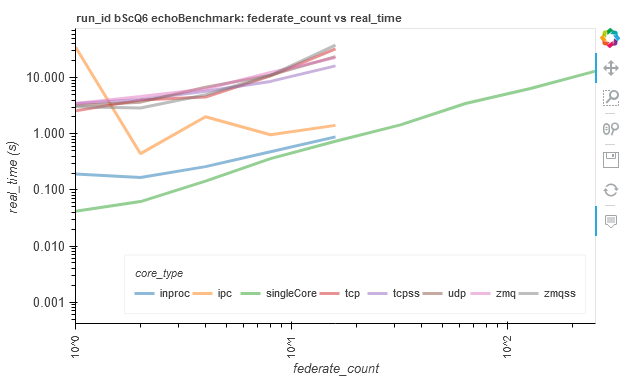 run_id bScQ6 echoBenchmark: federate_count vs real_time
real_time (s)
10.000
1.000
0.100
0.010
0.001
core_type
inproc ipc singleCore tcp tcpss udp zmq zmqss
10^0 10^1 10^2
federate_count